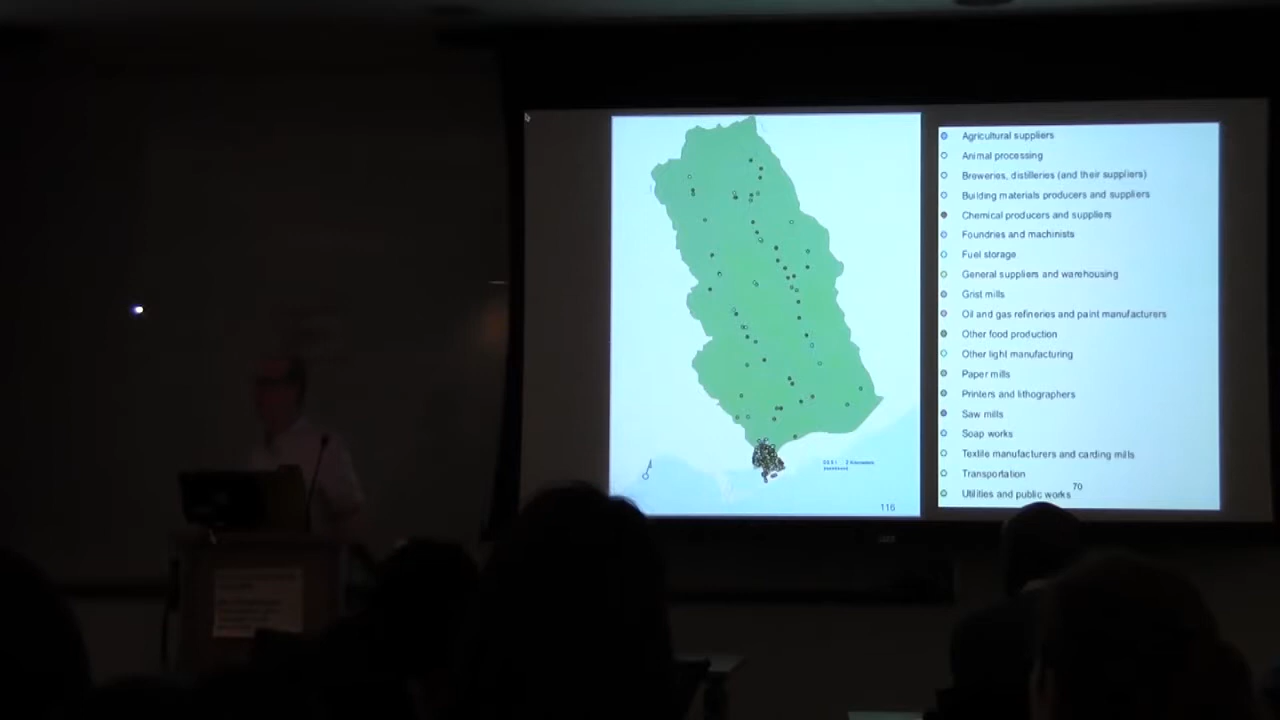 Agricultural suppliers
Animal processing
Breweries, distilleries (and their suppliers)
Building materials producers and suppliers
Chemical producers and suppliers
Foundries and machinists
Fuel storage
General suppliers and warehousing
Grist mills
Oil and gas refineries and paint manufacturers
Other food production
Other light manufacturing
Paper mills
Printers and lithographers
Saw mills
Soap works
Textile manufacturers and carding mills
Transportation
Utilities and public works
70
2 Kilometers
116